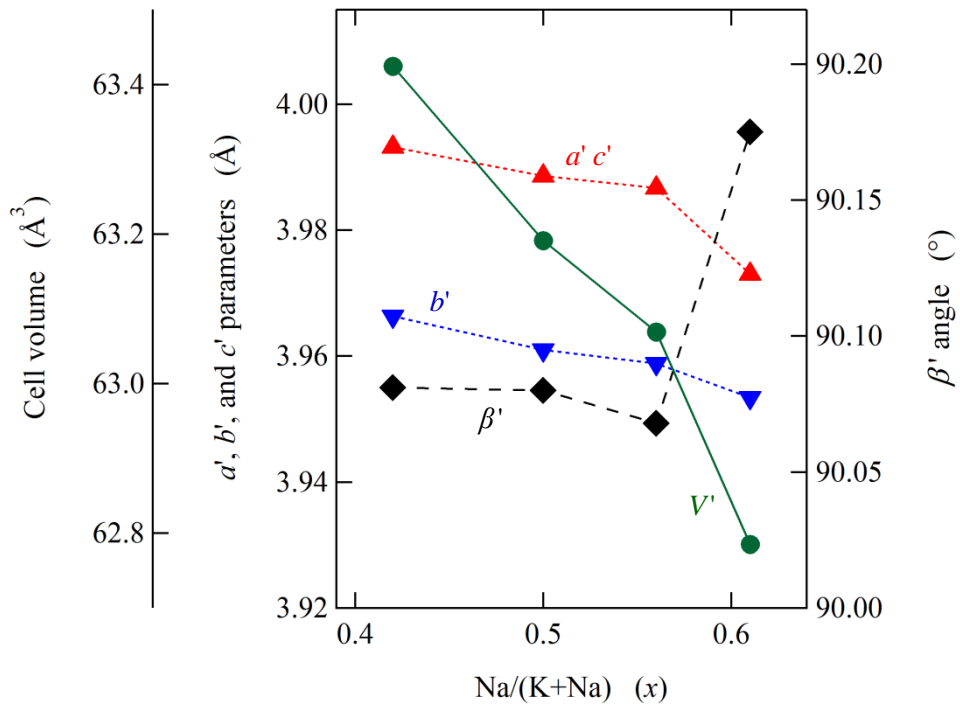 Cell volume (Å³)
63.4
63.2
63.0
62.8
a', b', and c' parameters (Å)
4.00
3.98
3.96
3.94
3.92
a' c'
b'
β'
V'
90.20
90.15
90.10
90.05
90.00
β' angle (°)
0.4
0.5
0.6
Na/(K+Na) (x)